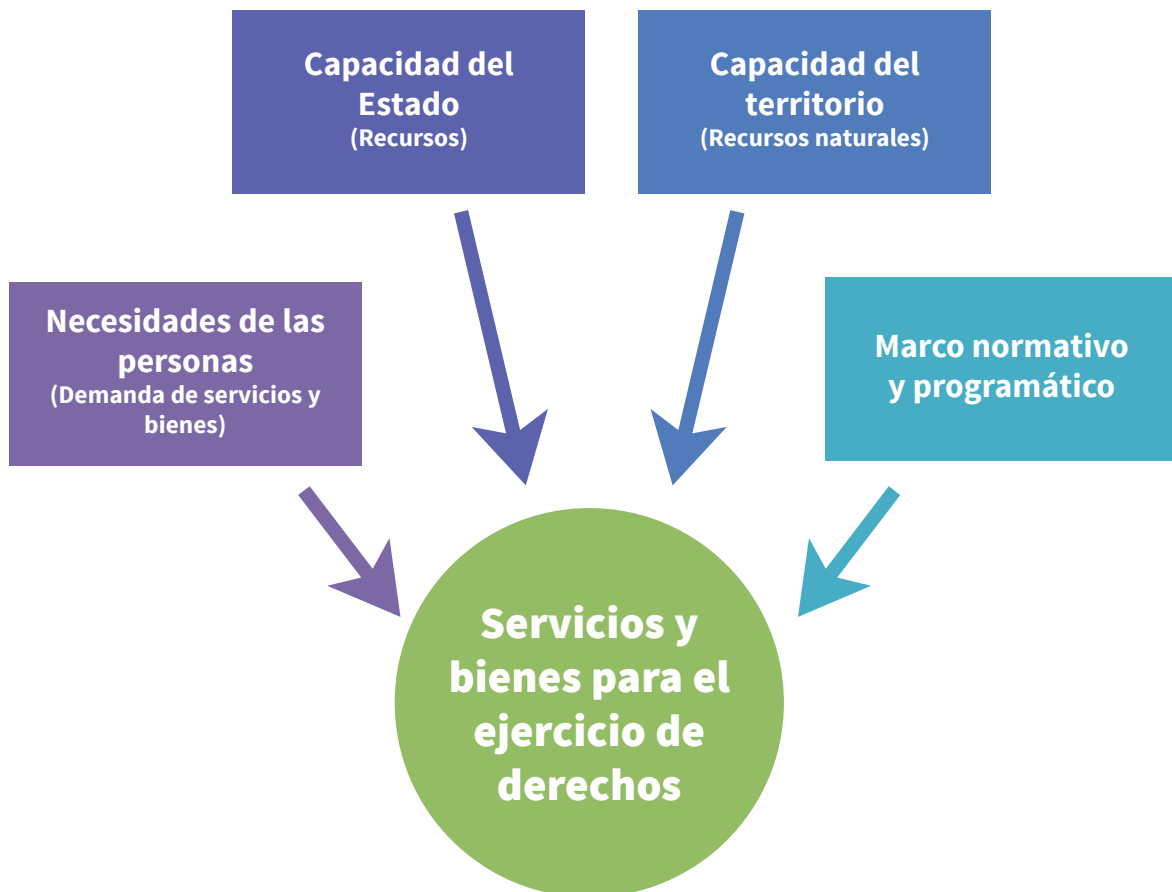 Capacidad del
Estado
(Recursos)
Capacidad del
territorio
(Recursos naturales)
Necesidades de las
personas
(Demanda de servicios y
bienes)
Marco normativo
y programático
Servicios y
bienes para el
ejercicio de
derechos